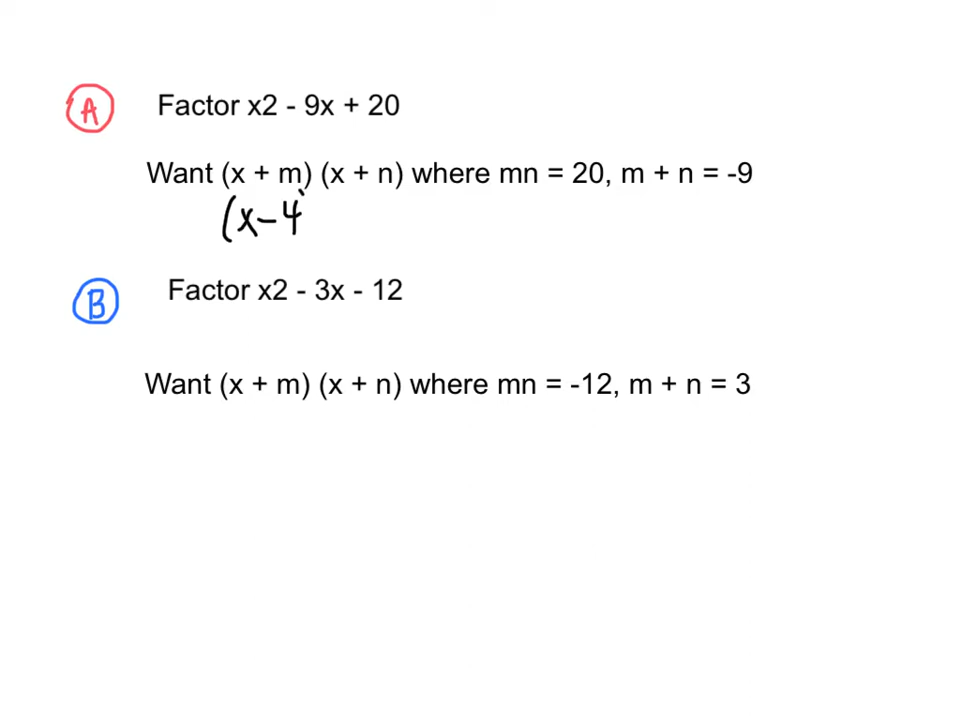 A Factor x2 - 9x + 20
Want (x + m) (x + n) where mn = 20, m + n = -9
(x-4
B Factor x2 - 3x - 12
Want (x + m) (x + n) where mn = -12, m + n = 3